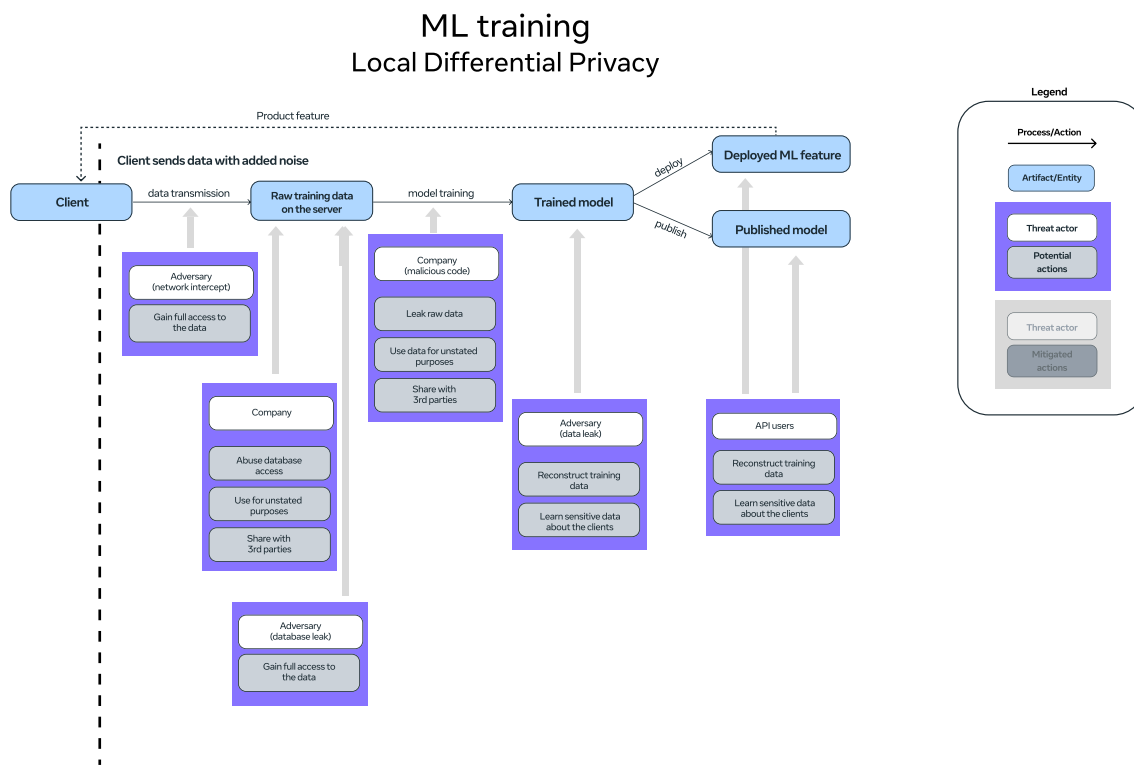 ML training
Local Differential Privacy
Legend
Process/Action
Artifact/Entity
Threat actor
Potential
actions
Threat actor
Mitigated
actions
Product feature
Client sends data with added noise
Client
data transmission
Raw training data
on the server
model training
Trained model
deploy
publish
Deployed ML feature
Published model
Adversary
(network intercept)
Gain full access to
the data
Company
Abuse database
access
Use for unstated
purposes
Share with
3rd parties
Adversary
(database leak)
Gain full access to
the data
Company
(malicious code)
Leak raw data
Use data for unstated
purposes
Share with
3rd parties
Adversary
(data leak)
Reconstruct training
data
Learn sensitive data
about the clients
API users
Reconstruct training
data
Learn sensitive data
about the clients